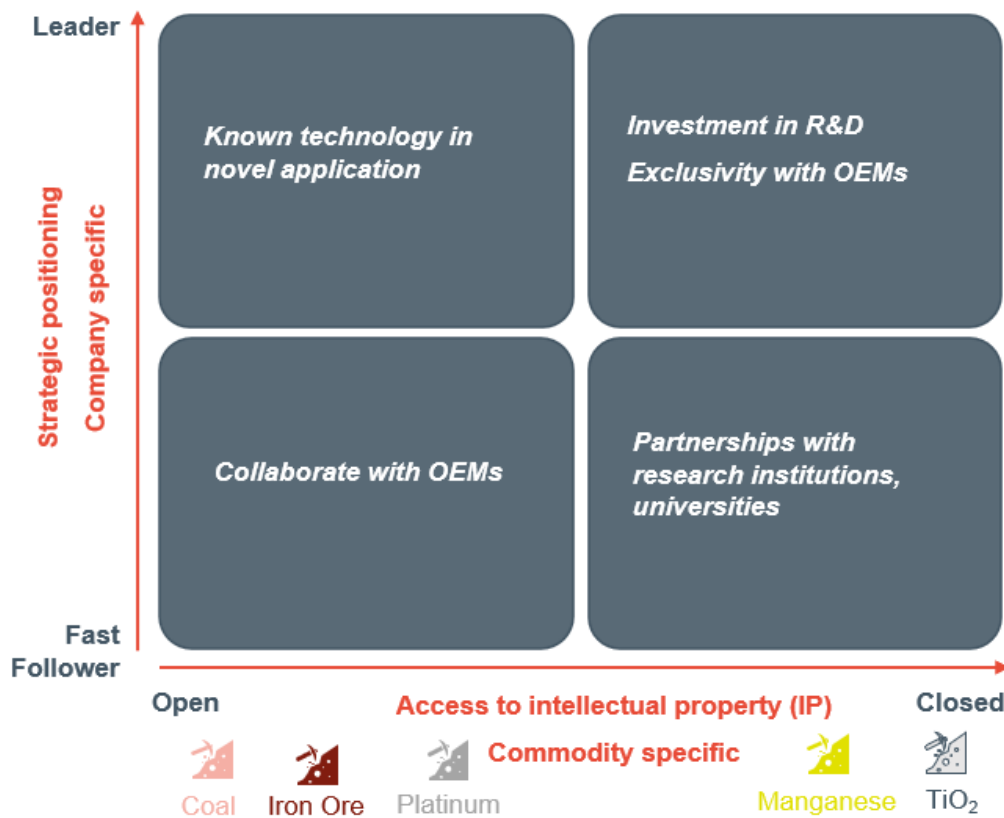 Leader
Known technology in
novel application
Investment in R&D
Exclusivity with OEMs
Strategic positioning
Company specific
Collaborate with OEMs
Partnerships with
research institutions,
universities
Fast
Follower
Open
Access to intellectual property (IP)
Closed
Commodity specific
Coal
Iron Ore
Platinum
Manganese
TiO₂